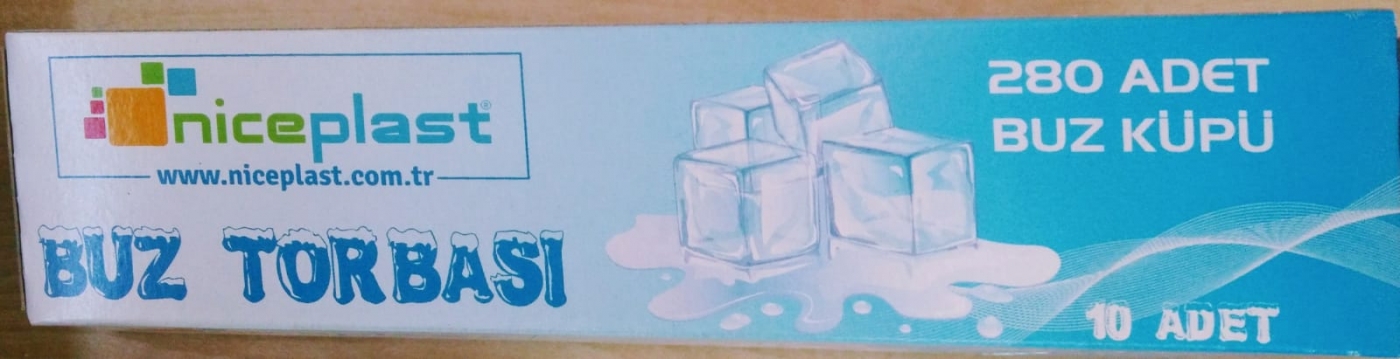 niceplast®
www.niceplast.com.tr
BUZ TORBASI
280 ADET
BUZ KÜPÜ
10 ADET